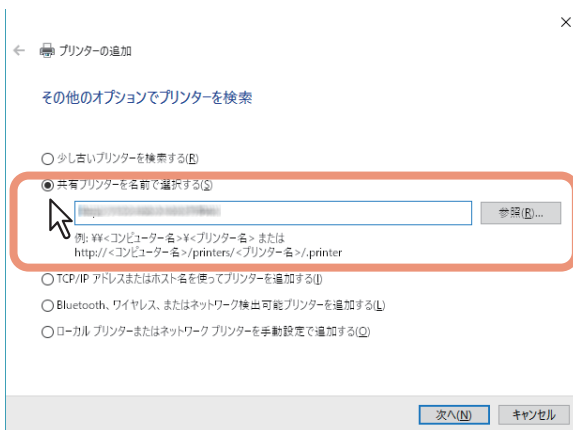 プリンターの追加
その他のオプションでプリンターを検索
少し古いプリンターを検索する(R)
共有プリンターを名前で選択する(S)
参照(R)...
例: ¥¥<コンピューター名>¥<プリンター名> または
http://<コンピューター名>/printers/<プリンター名>/.printer
TCP/IP アドレスまたはホスト名を使ってプリンターを追加する(I)
Bluetooth、ワイヤレス、またはネットワーク検出可能プリンターを追加する(L)
ローカル プリンターまたはネットワーク プリンターを手動設定で追加する(O)
次へ(N) キャンセル